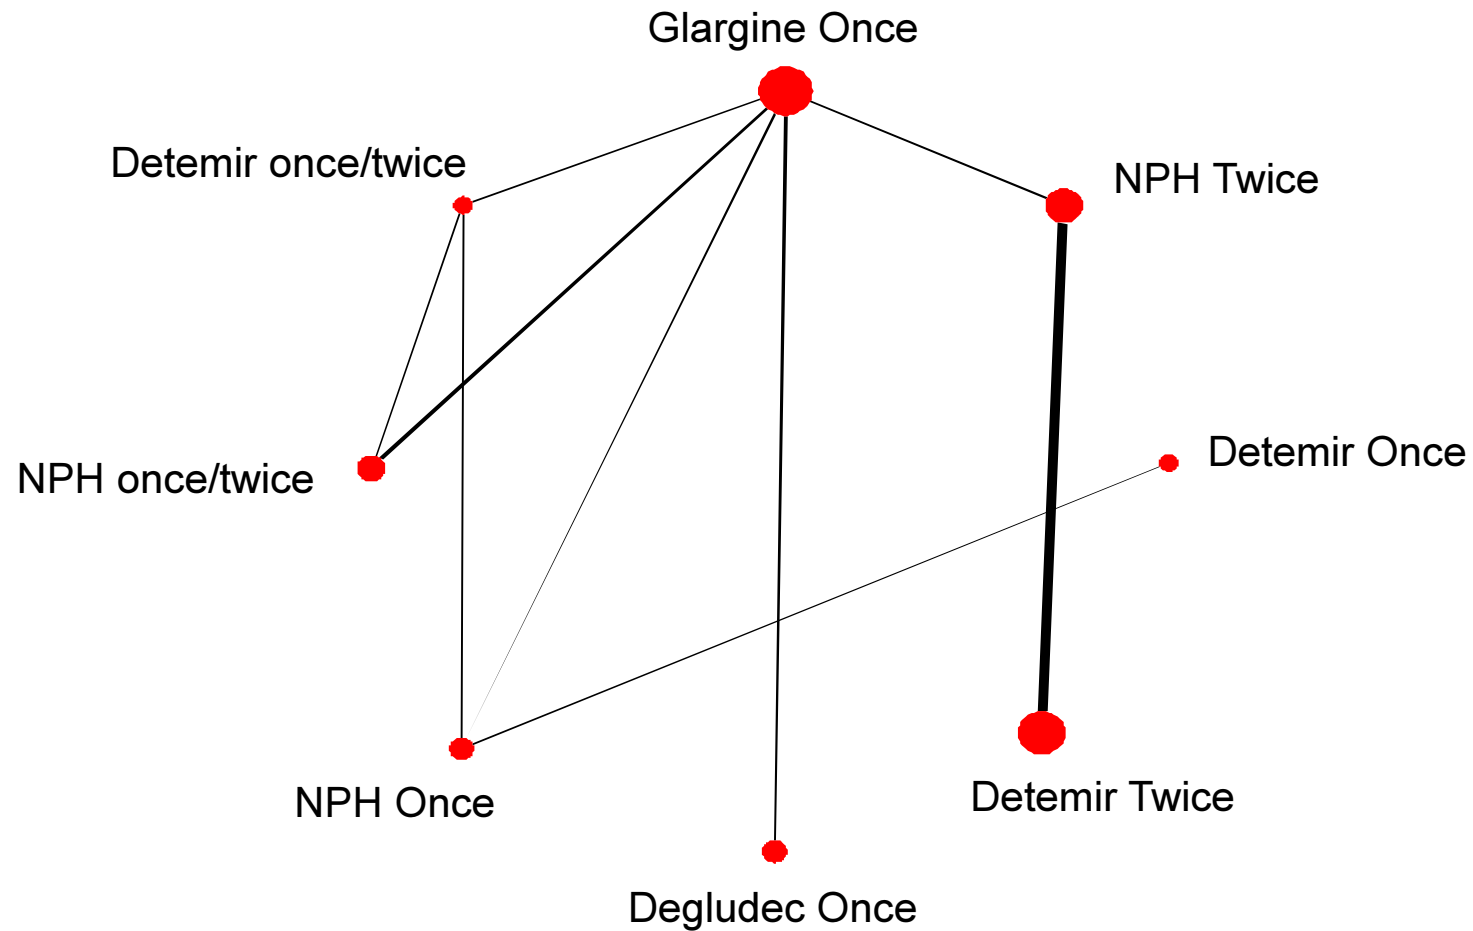 Glargine Once
Detemir once/twice
NPH Twice
Detemir Once
NPH once/twice
Detemir Twice
NPH Once
Degludec Once